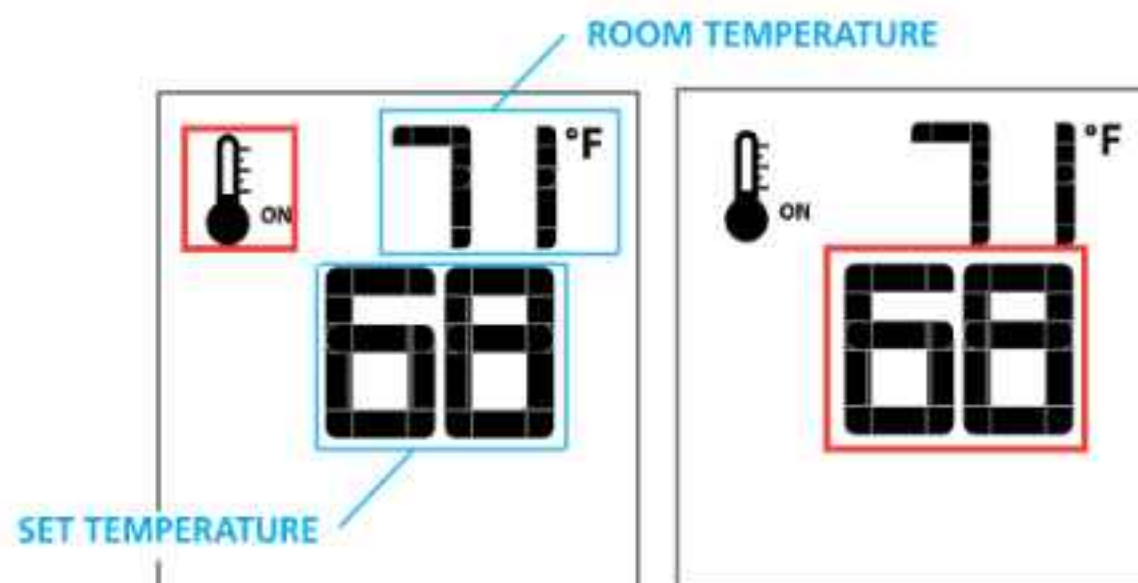 ROOM TEMPERATURE
71 °F
ON
68
SET TEMPERATURE
71 °F
ON
68